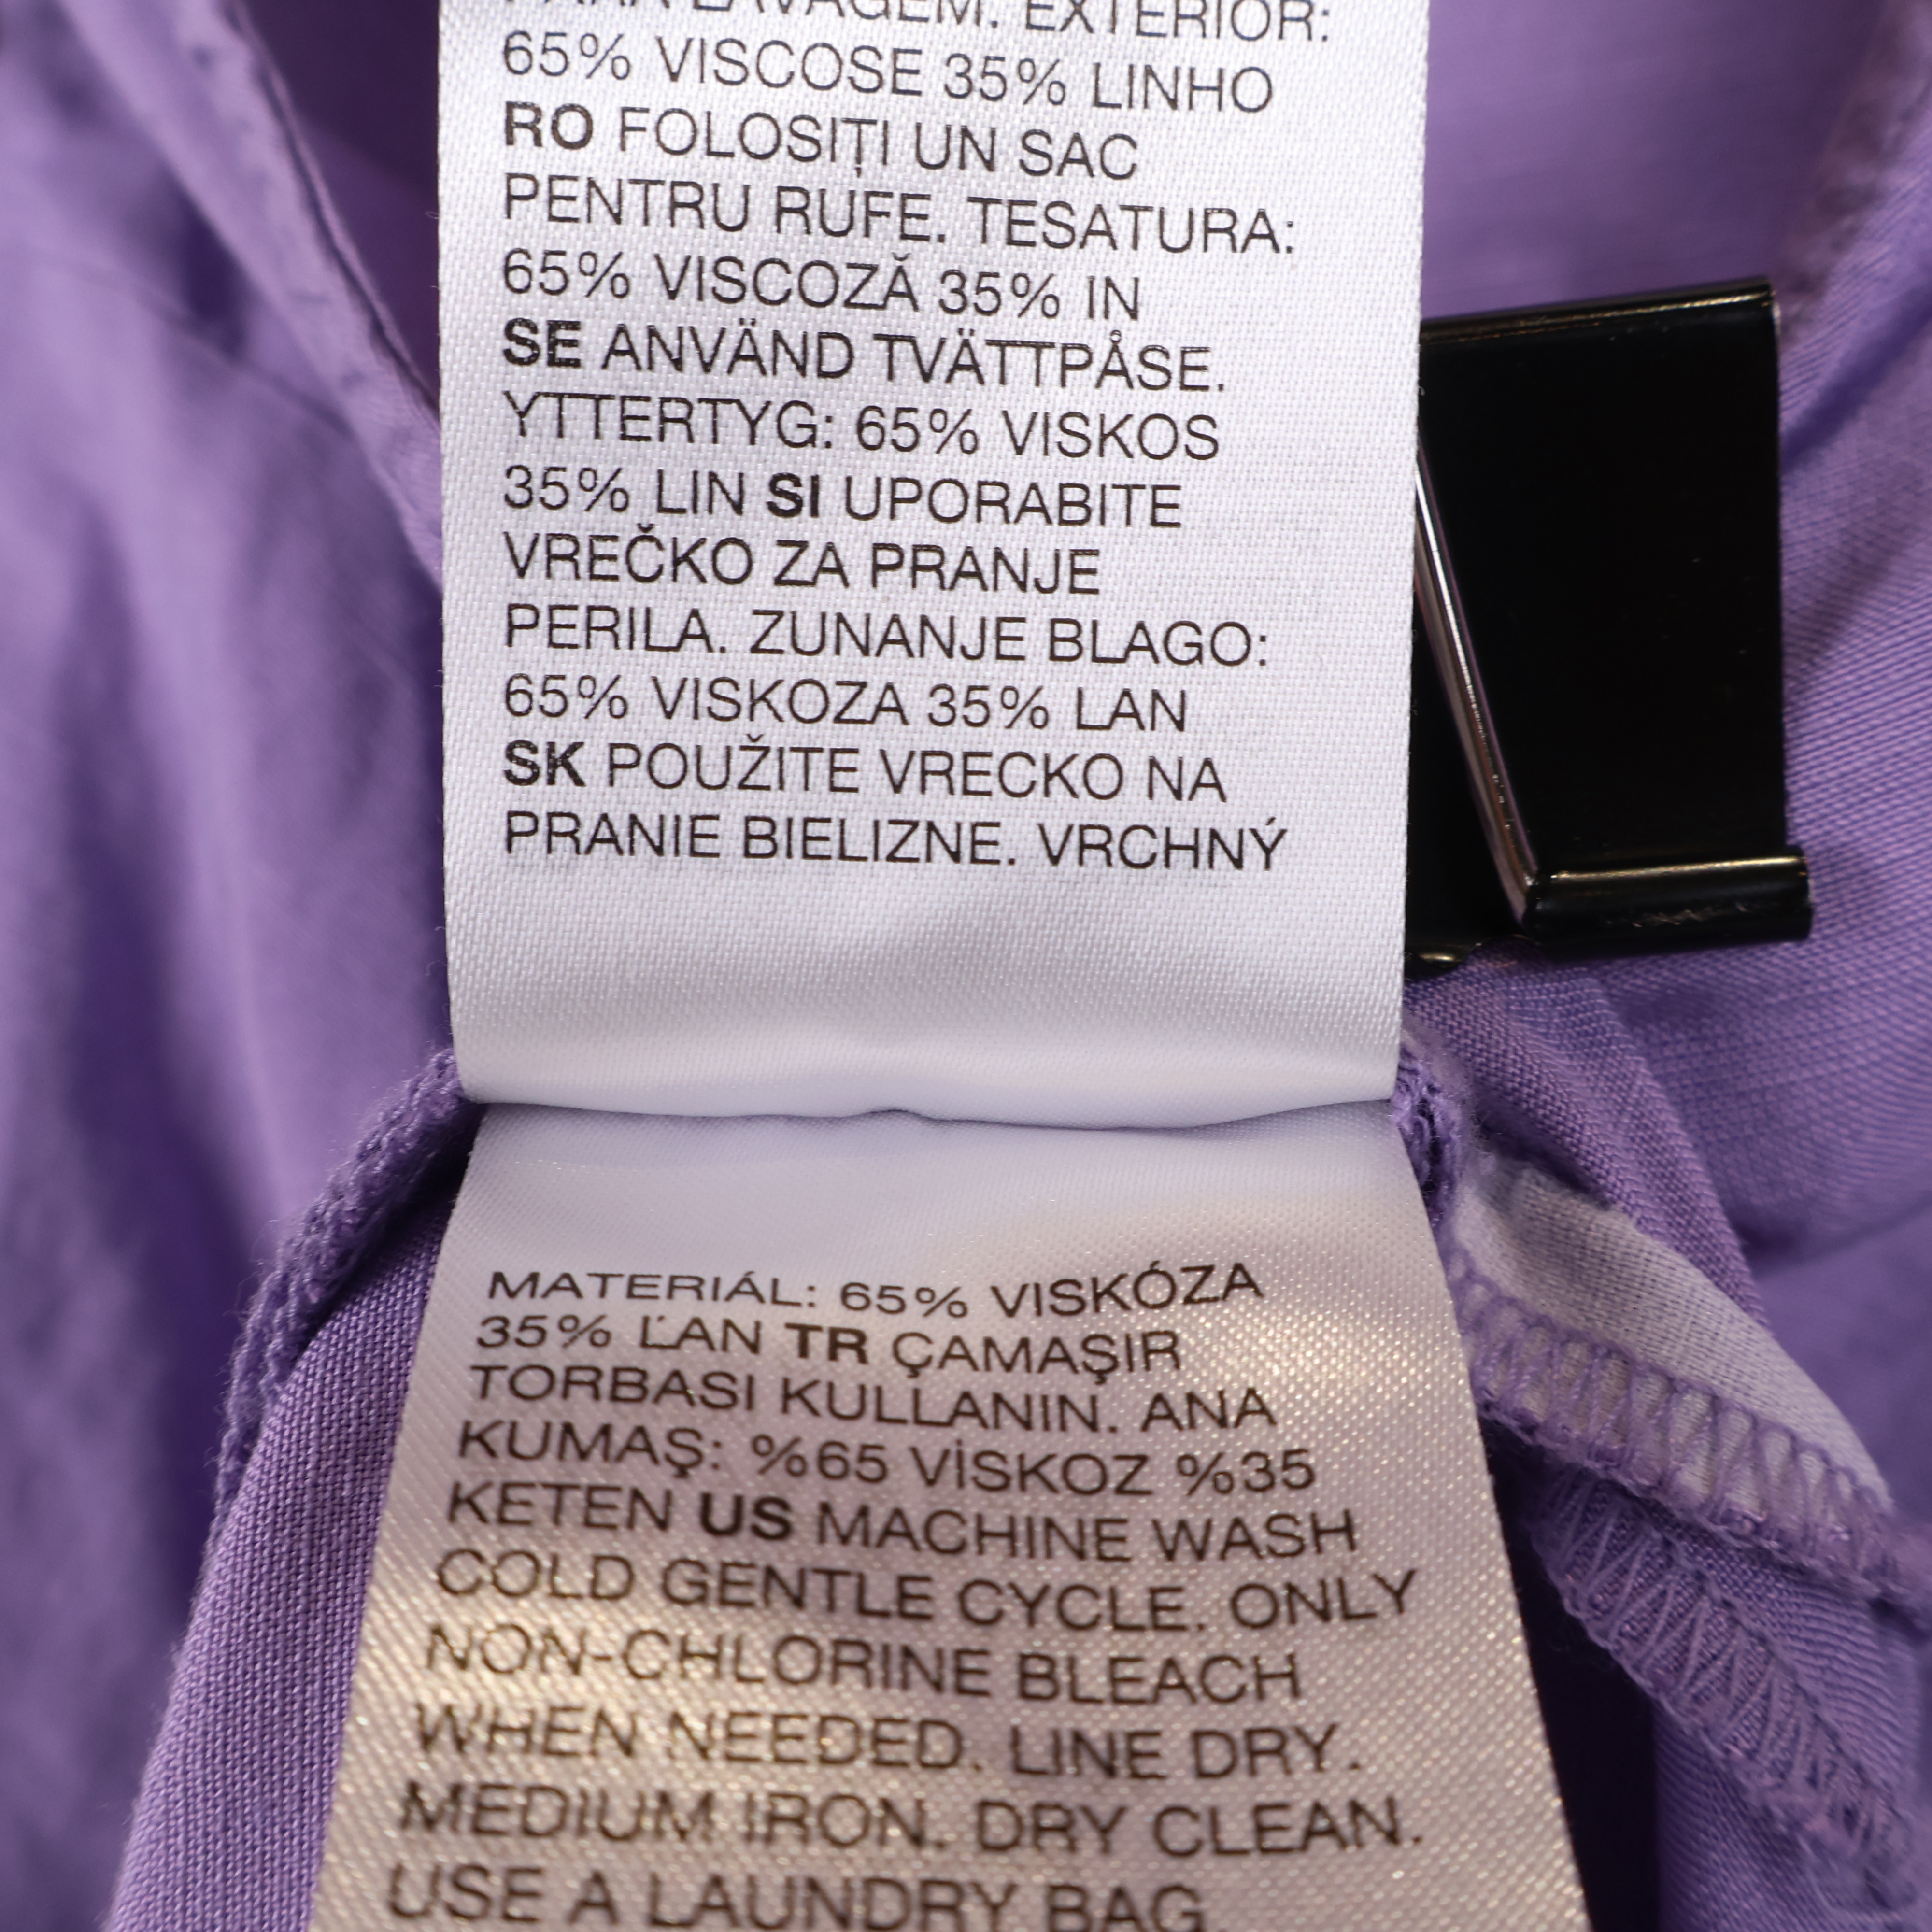 PARA LAVAGEM. EXTERIOR:
65% VISCOSE 35% LINHO
RO FOLOSIȚI UN SAC
PENTRU RUFE. TESATURA:
65% VISCOZĂ 35% IN
SE ANVÄND TVÄTTPÅSE.
YTTERTYG: 65% VISKOS
35% LIN SI UPORABITE
VREČKO ZA PRANJE
PERILA. ZUNANJE BLAGO:
65% VISKOZA 35% LAN
SK POUŽITE VRECKO NA
PRANIE BIELIZNE. VRCHNÝ
MATERIÁL: 65% VISKÓZA
35% ĽAN TR ÇAMAŞIR
TORBASI KULLANIN. ANA
KUMAŞ: %65 VİSKOZ %35
KETEN US MACHINE WASH
COLD GENTLE CYCLE. ONLY
NON-CHLORINE BLEACH
WHEN NEEDED. LINE DRY.
MEDIUM IRON. DRY CLEAN.
USE A LAUNDRY BAG.